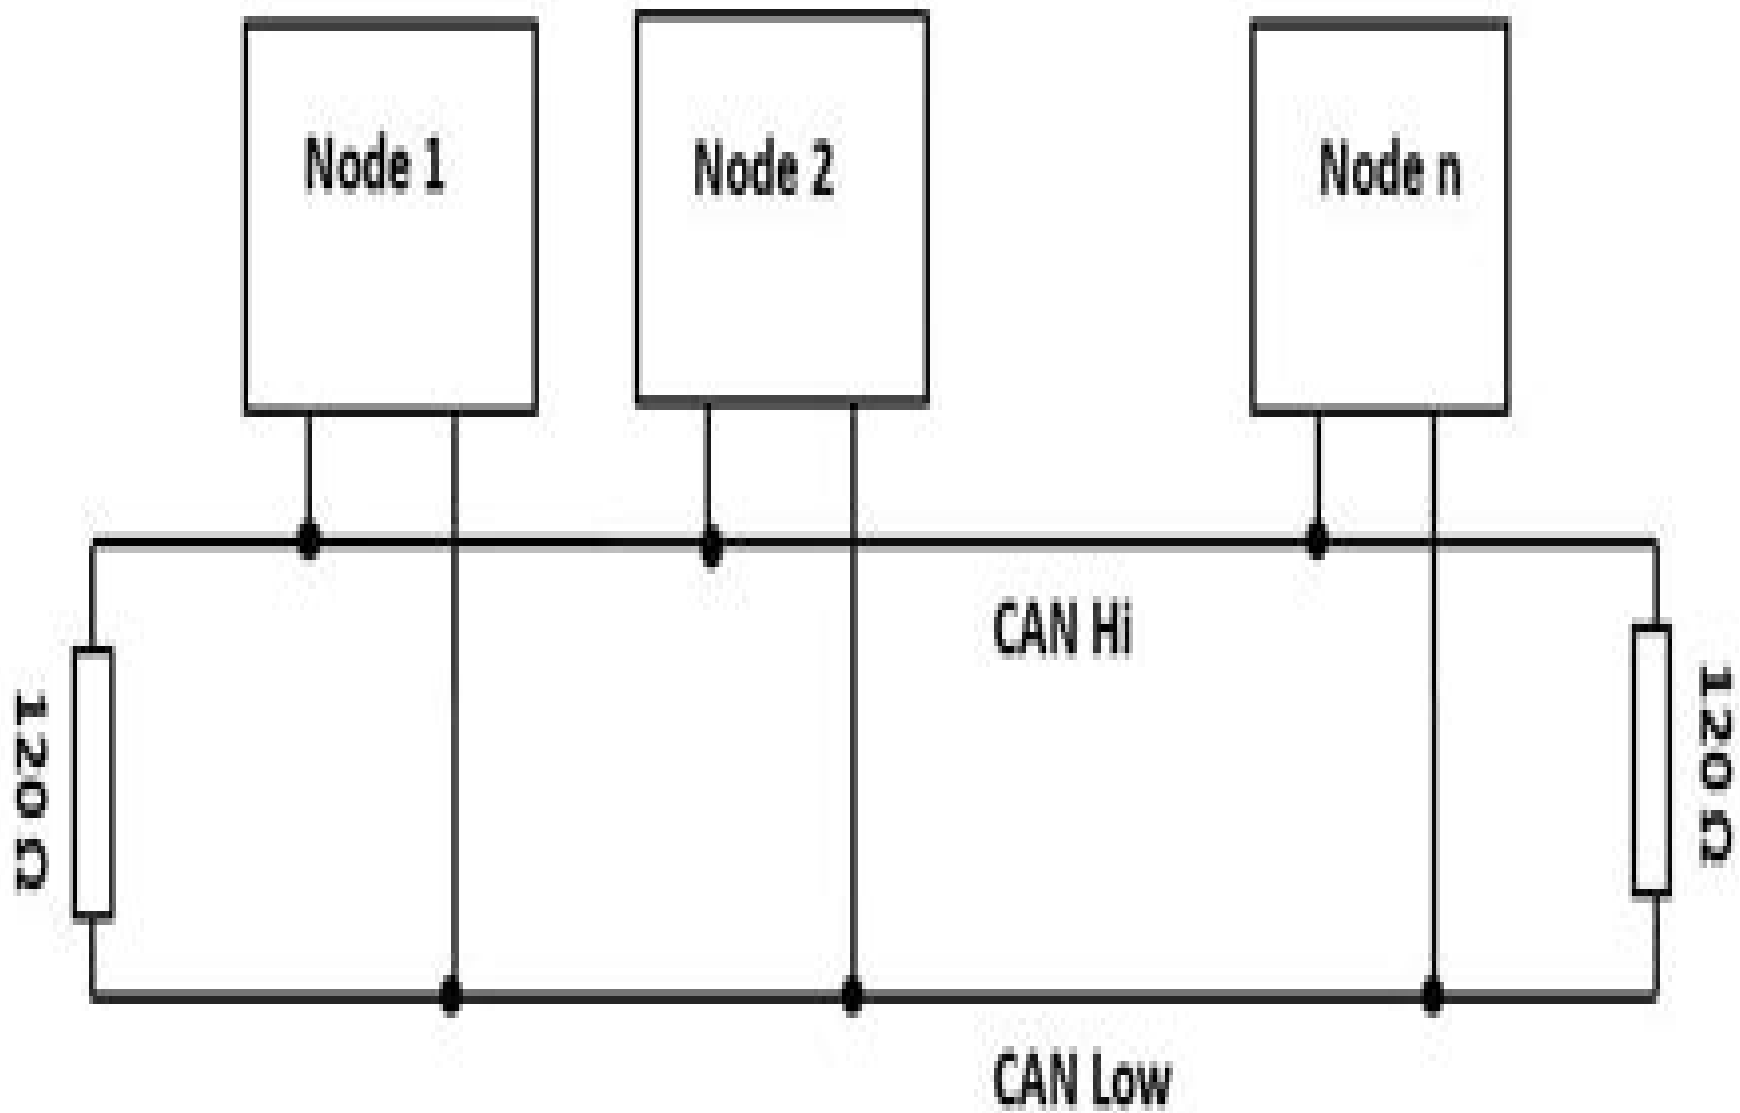 Node 1
Node 2
Node n
CAN Hi
120 Ω
120 Ω
CAN Low